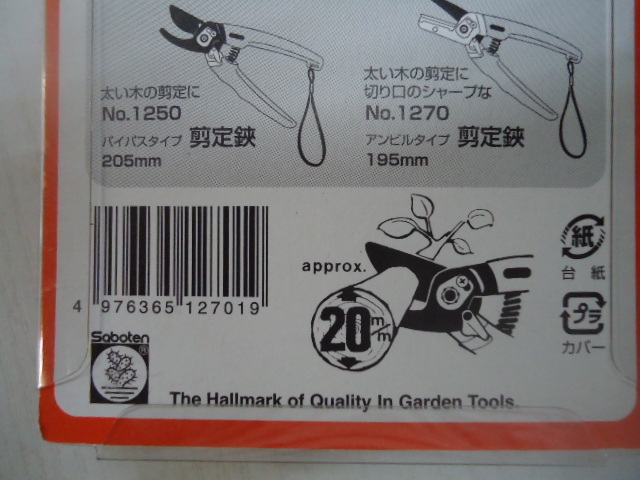 太い木の剪定に
No.1250
バイパスタイプ 剪定鋏
205mm
太い木の剪定に
切り口のシャープな
No.1270
アンビルタイプ 剪定鋏
195mm
approx.
20m/m
紙
台紙
プラ
カバー
4 976365 127019
Saboten
The Hallmark of Quality In Garden Tools.